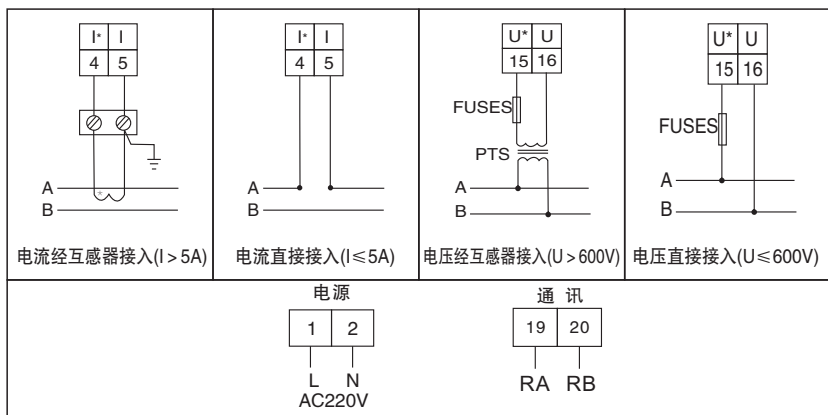 I* I
4 5
A
*
B
电流经互感器接入(I>5A)
I* I
4 5
A
B
电流直接接入(I≤5A)
U* U
15 16
FUSES
PTS
A
B
电压经互感器接入(U>600V)
U* U
15 16
FUSES
A
B
电压直接接入(U≤600V)
电源
1 2
L N
AC220V
通 讯
19 20
RA RB